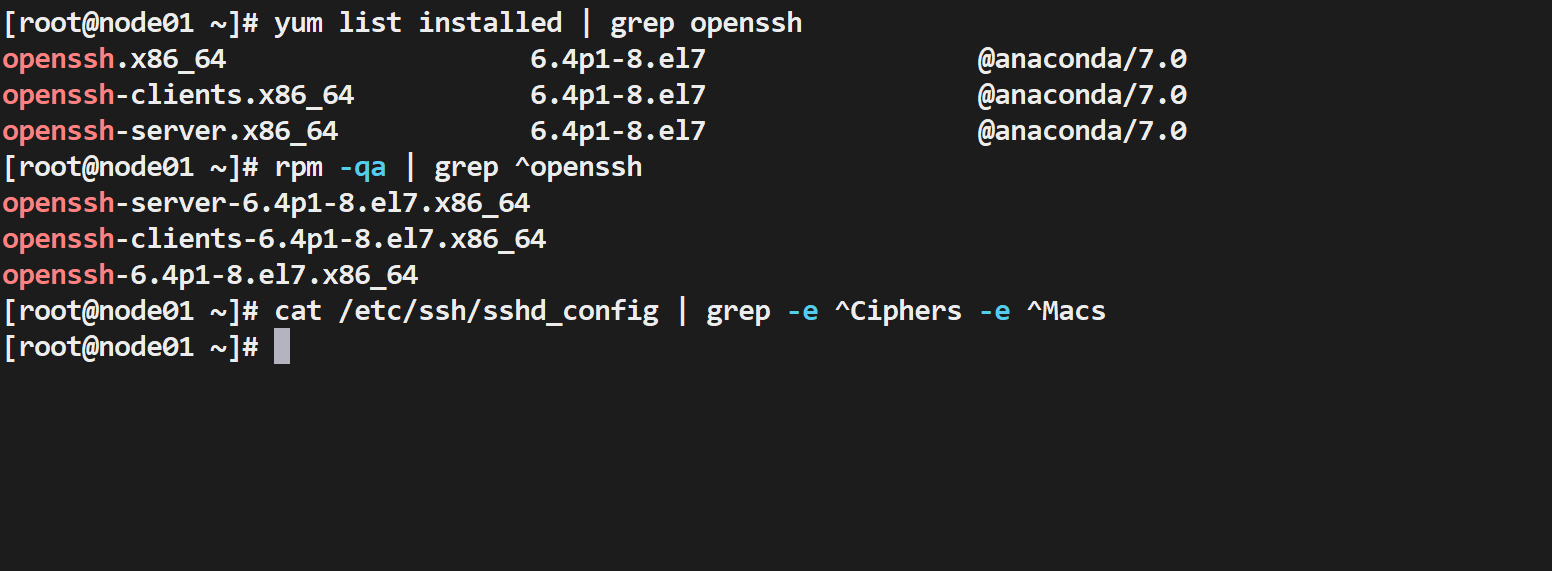 [root@node01 ~]# yum list installed | grep openssh
openssh.x86_64                   6.4p1-8.el7                 @anaconda/7.0
openssh-clients.x86_64           6.4p1-8.el7                 @anaconda/7.0
openssh-server.x86_64            6.4p1-8.el7                 @anaconda/7.0
[root@node01 ~]# rpm -qa | grep ^openssh
openssh-server-6.4p1-8.el7.x86_64
openssh-clients-6.4p1-8.el7.x86_64
openssh-6.4p1-8.el7.x86_64
[root@node01 ~]# cat /etc/ssh/sshd_config | grep -e ^Ciphers -e ^Macs
[root@node01 ~]#